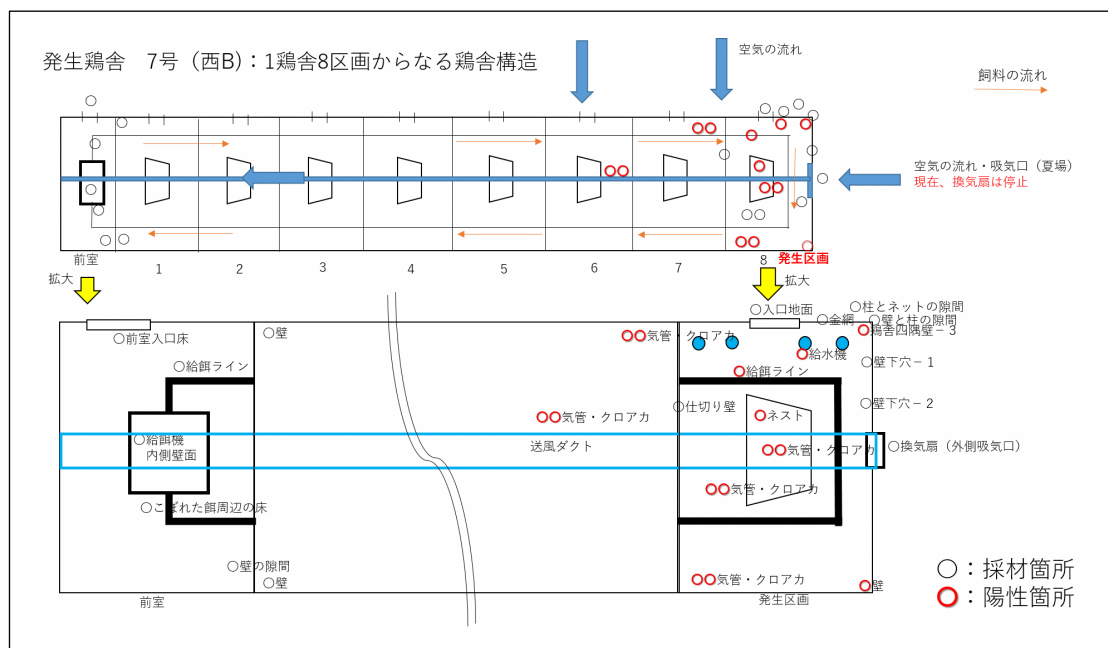 発生鶏舎　7号（西B）：1鶏舎8区画からなる鶏舎構造
空気の流れ
飼料の流れ
空気の流れ・吸気口（夏場）
現在、換気扇は停止
前室
1
2
3
4
5
6
7
8
発生区画
拡大
拡大
○入口地面
○柱とネットの隙間
○前室入口床
○壁
○金網
○壁と柱の隙間
○鶏舎四隅壁－3
○○気管・クロアカ
○給水機
○壁下穴－1
○給餌ライン
○給餌ライン
○仕切り壁
○壁下穴－2
○○気管・クロアカ
○ネスト
○給餌機
内側壁面
送風ダクト
○○気管・クロアカ
○換気扇（外側吸気口）
○○気管・クロアカ
○こぼれた餌周辺の床
○壁の隙間
○壁
○○気管・クロアカ
○壁
前室
発生区画
○：採材箇所
○：陽性箇所